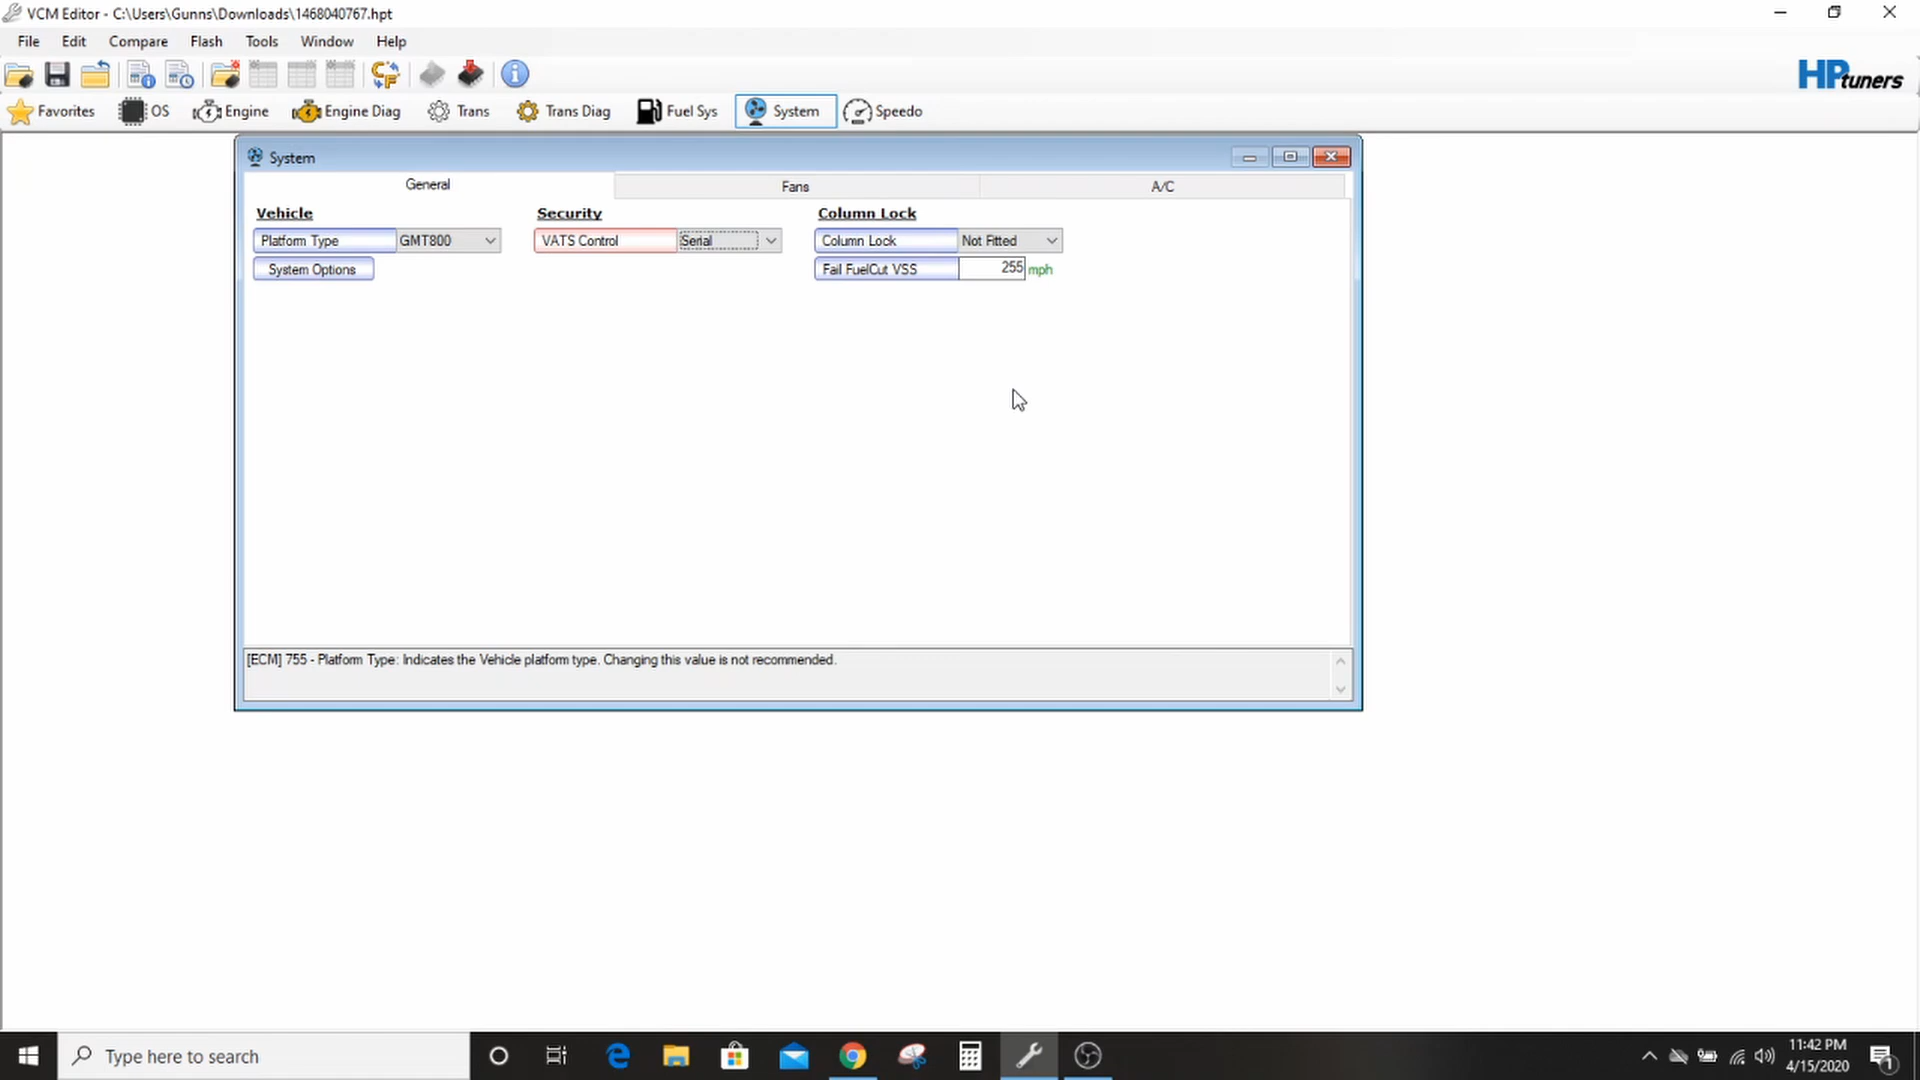 VCM Editor - C:\Users\Gunns\Downloads\1468040767.hpt
File Edit Compare Flash Tools Window Help
HPtuners
Favorites OS Engine Engine Diag Trans Trans Diag Fuel Sys System Speedo
System
General Fans A/C
Vehicle Security Column Lock
Platform Type GMT800 VATS Control Serial Column Lock Not Fitted
System Options Fail FuelCut VSS 255 mph
[ECM] 755 - Platform Type: Indicates the Vehicle platform type. Changing this value is not recommended.
Type here to search
11:42 PM
4/15/2020
1